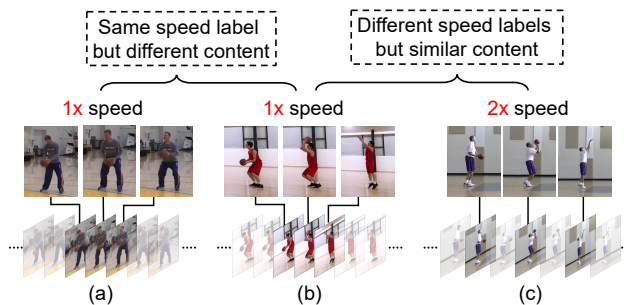 Same speed label
but different content
Different speed labels
but similar content
1x speed
1x speed
2x speed
(a)
(b)
(c)